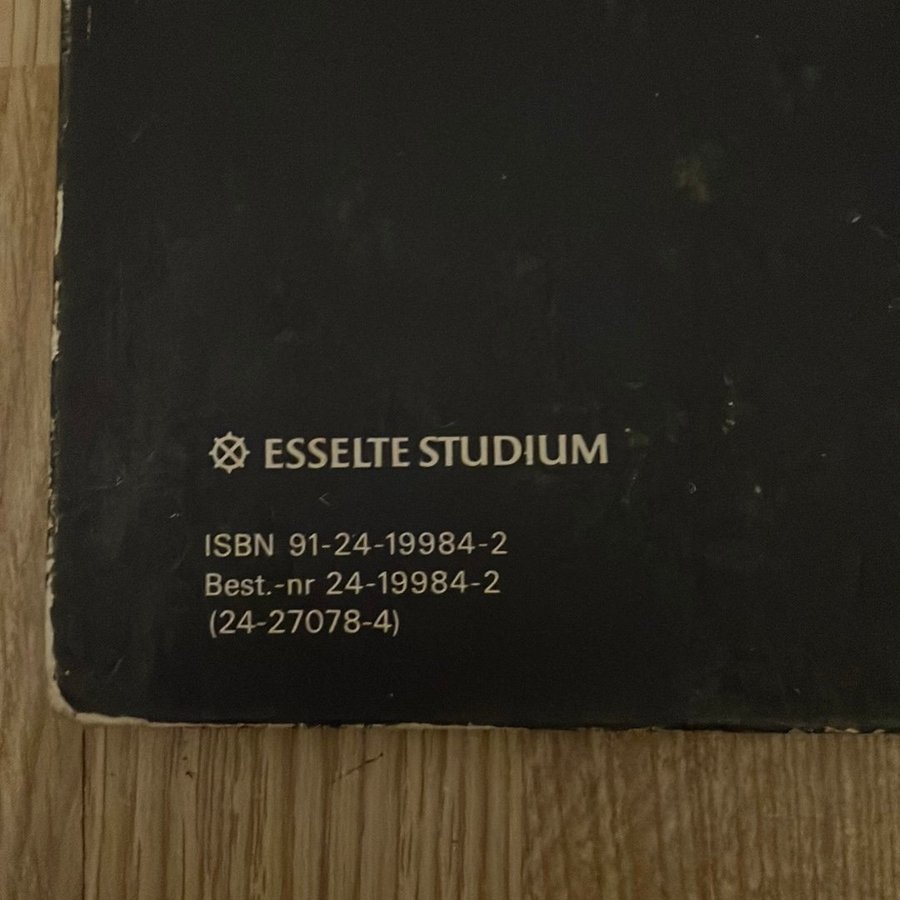 ESSELTE STUDIUM
ISBN 91-24-19984-2
Best.-nr 24-19984-2
(24-27078-4)